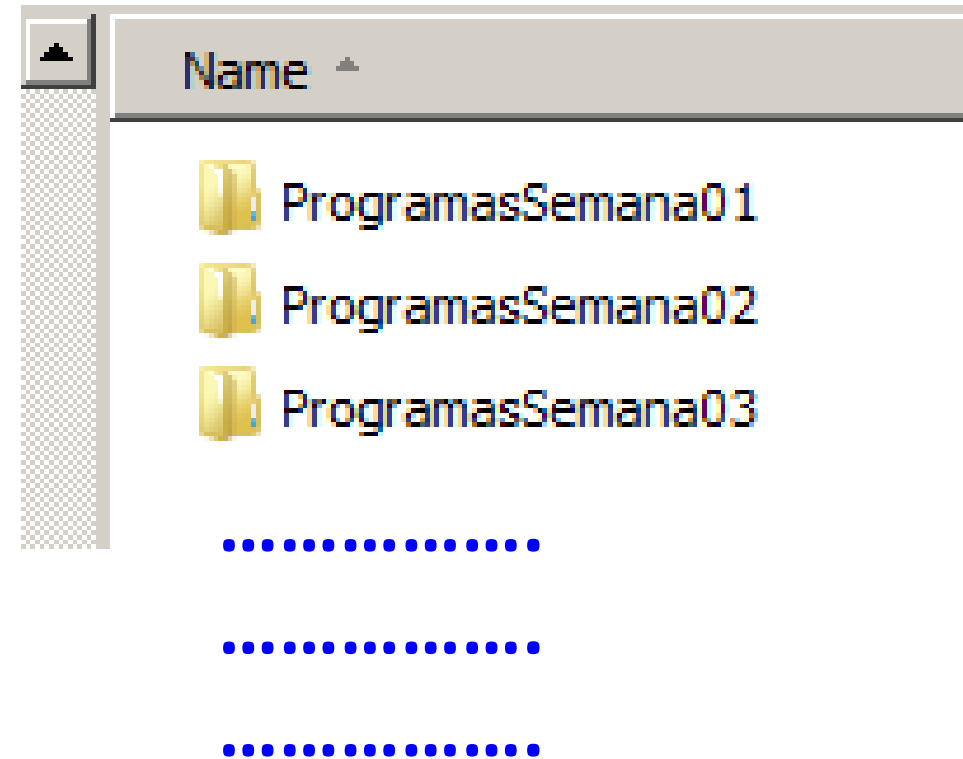 Name
ProgramasSemana01
ProgramasSemana02
ProgramasSemana03
................
................
................